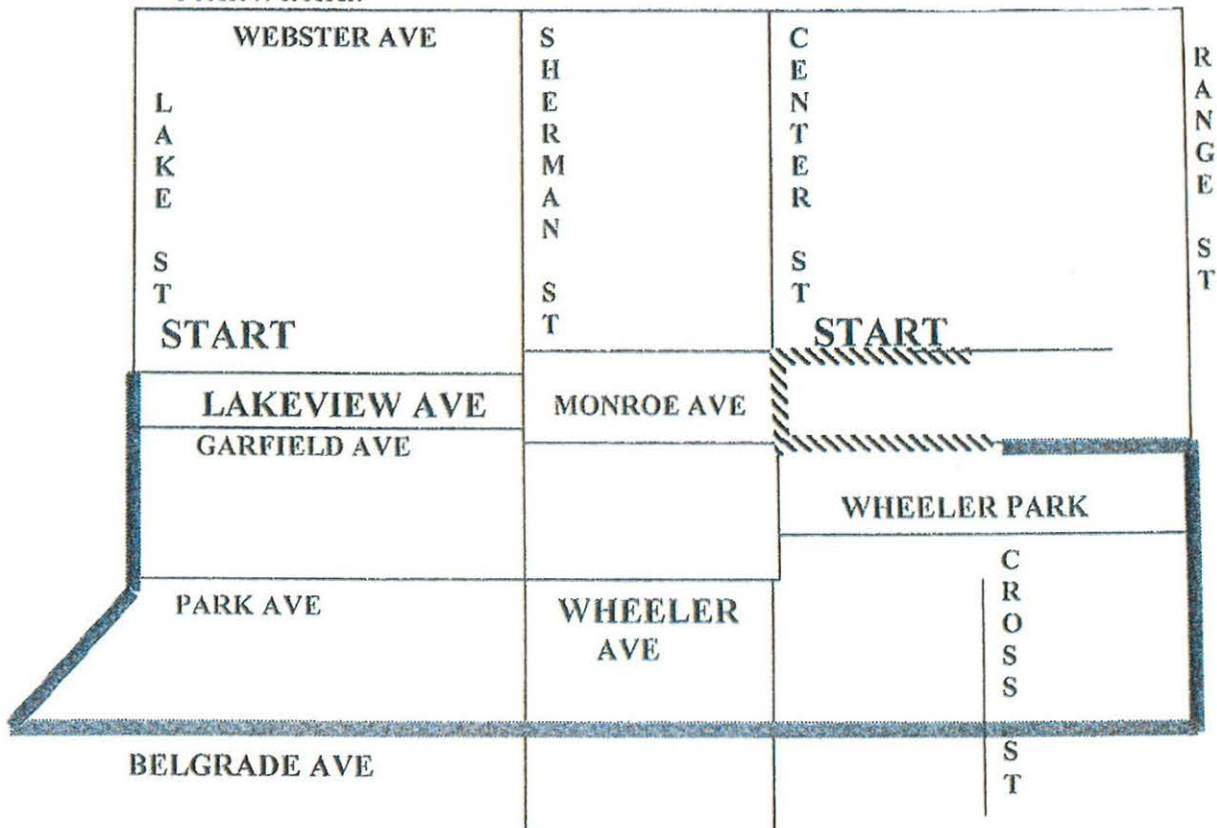 WEBSTER AVE
LAKE ST
SHERMAN ST
CENTER ST
RANGE ST
START
START
LAKEVIEW AVE
MONROE AVE
GARFIELD AVE
WHEELER PARK
PARK AVE
WHEELER
AVE
CROSS ST
BELGRADE AVE